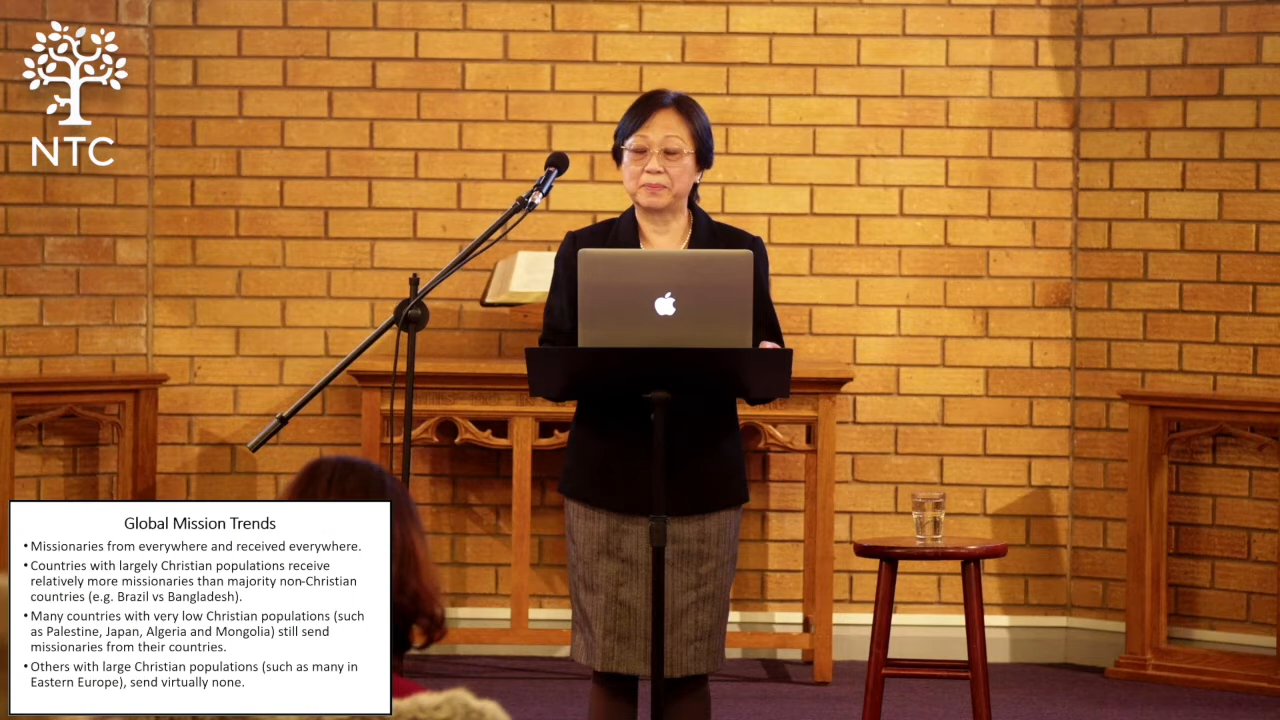 NTC
Global Mission Trends
• Missionaries from everywhere and received everywhere.
• Countries with largely Christian populations receive
relatively more missionaries than majority non-Christian
countries (e.g. Brazil vs Bangladesh).
• Many countries with very low Christian populations (such
as Palestine, Japan, Algeria and Mongolia) still send
missionaries from their countries.
• Others with large Christian populations (such as many in
Eastern Europe), send virtually none.